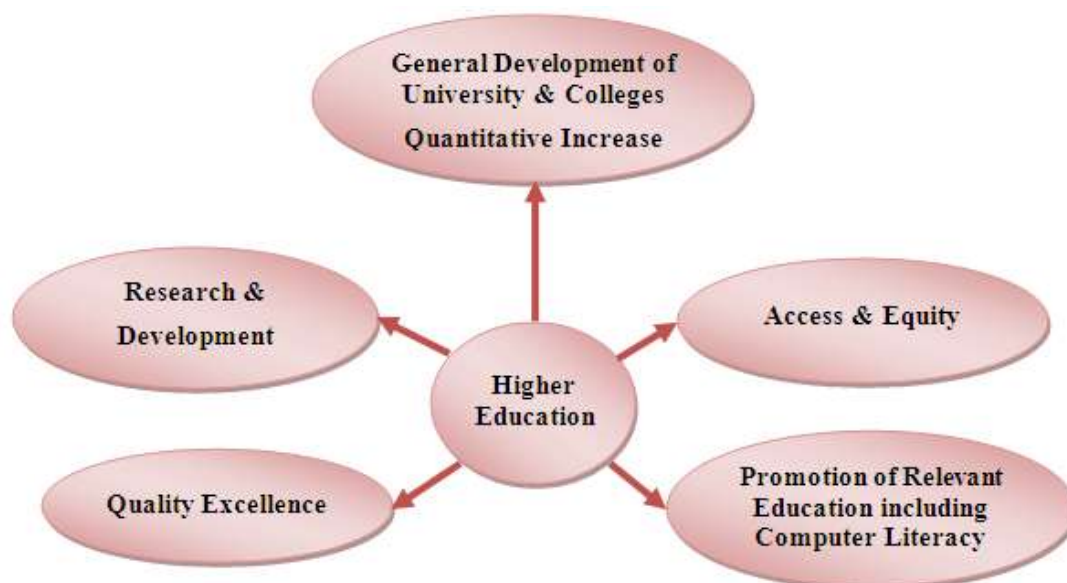 General Development of
University & Colleges
Quantitative Increase
Research &
Development
Access & Equity
Higher
Education
Quality Excellence
Promotion of Relevant
Education including
Computer Literacy